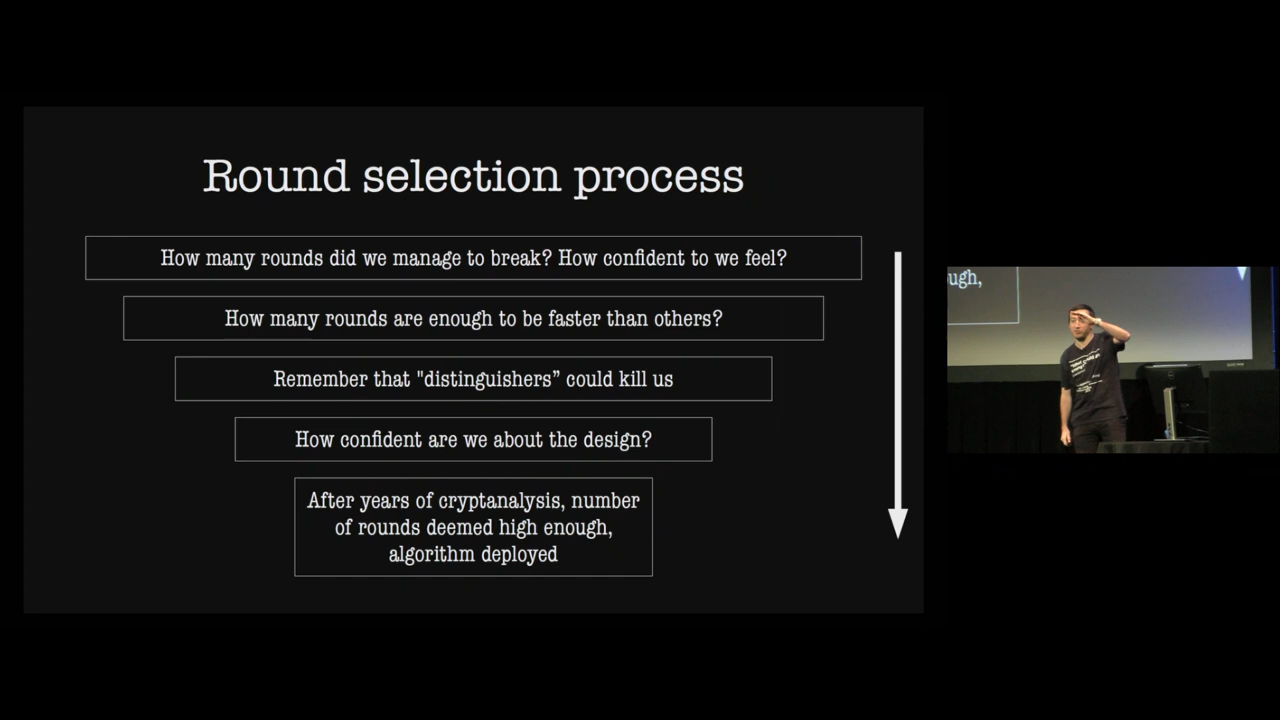 Round selection process
How many rounds did we manage to break? How confident to we feel?
How many rounds are enough to be faster than others?
Remember that "distinguishers” could kill us
How confident are we about the design?
After years of cryptanalysis, number
of rounds deemed high enough,
algorithm deployed
ugh,